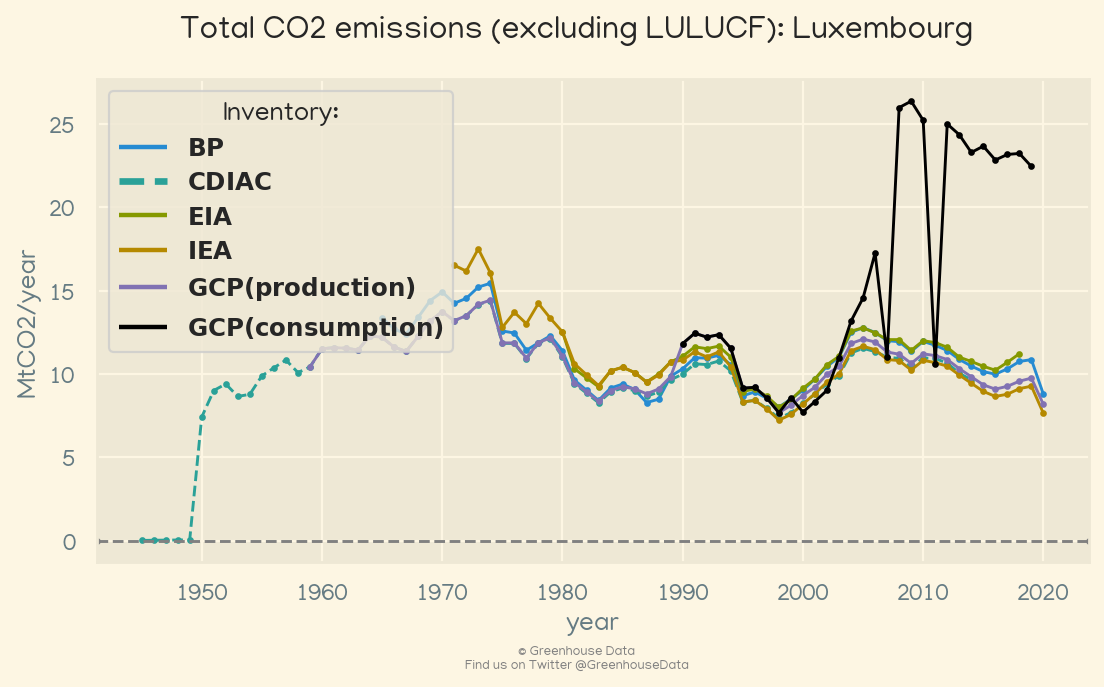 Total CO2 emissions (excluding LULUCF): Luxembourg
Inventory:
BP
CDIAC
EIA
IEA
GCP(production)
GCP(consumption)
MtCO2/year
25
20
15
10
5
0
1950 1960 1970 1980 1990 2000 2010 2020
year
© Greenhouse Data
Find us on Twitter @GreenhouseData